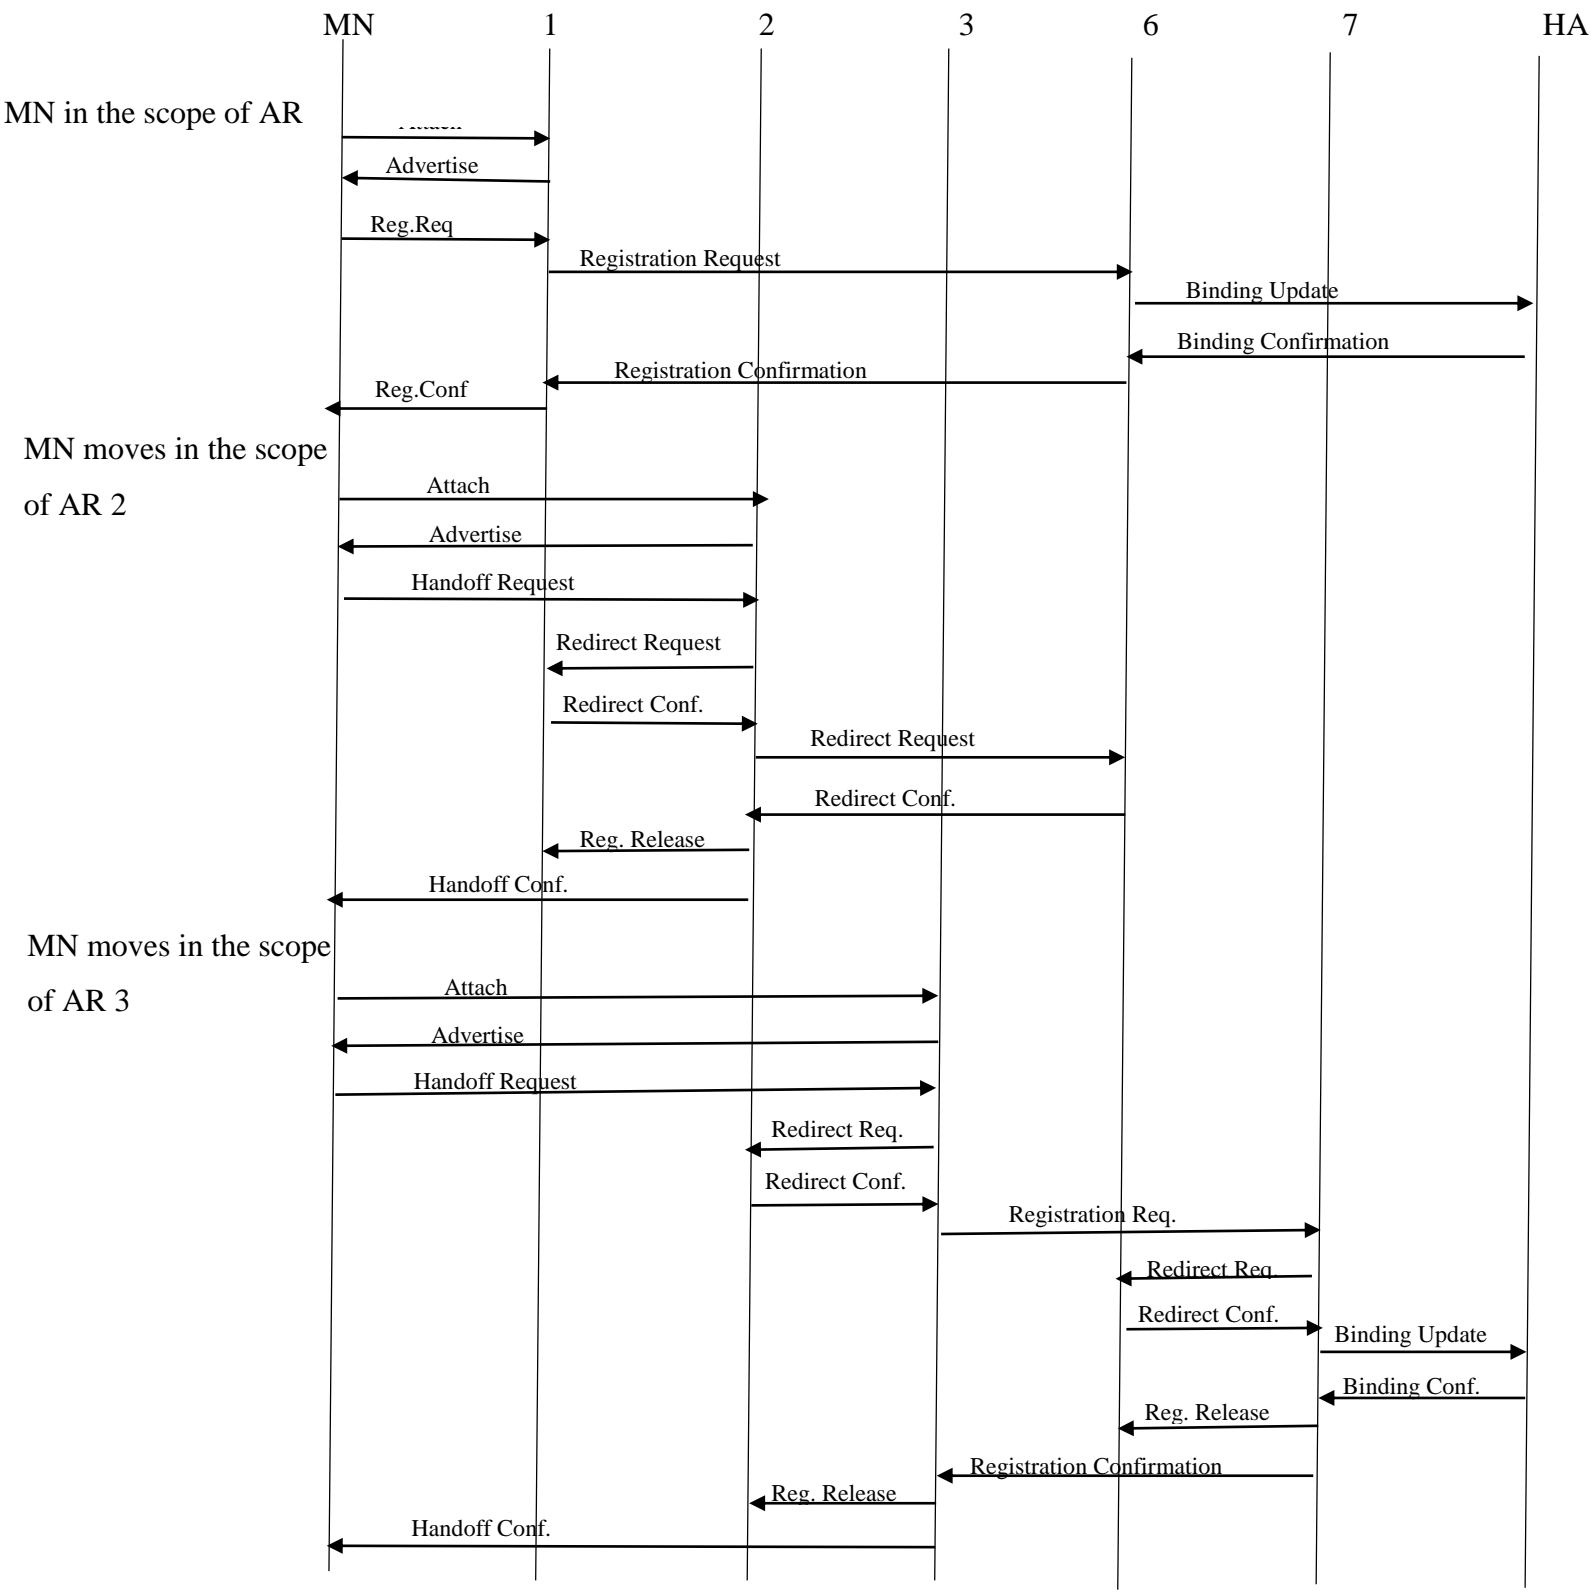 MN 1 2 3 6 7 HA
MN in the scope of AR
Advertise
Reg.Req
Registration Request
Binding Update
Binding Confirmation
Registration Confirmation
Reg.Conf
MN moves in the scope
of AR 2
Attach
Advertise
Handoff Request
Redirect Request
Redirect Conf.
Redirect Request
Redirect Conf.
Reg. Release
Handoff Conf.
MN moves in the scope
of AR 3
Attach
Advertise
Handoff Request
Redirect Req.
Redirect Conf.
Registration Req.
Redirect Req.
Redirect Conf.
Binding Update
Binding Conf.
Reg. Release
Registration Confirmation
Reg. Release
Handoff Conf.